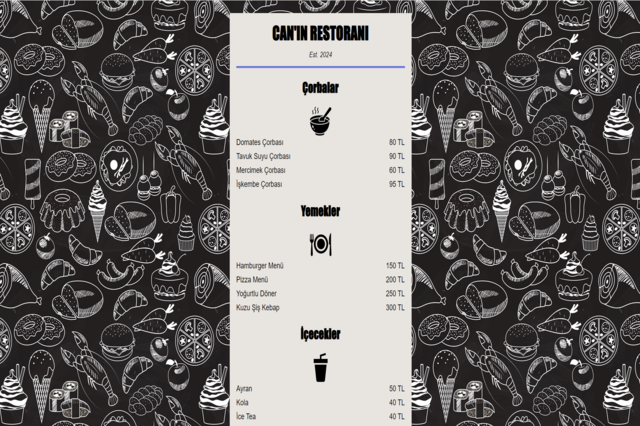 CAN'IN RESTORANI
Est. 2024
Çorbalar
Domates Çorbası 80 TL
Tavuk Suyu Çorbası 90 TL
Mercimek Çorbası 60 TL
İşkembe Çorbası 95 TL
Yemekler
Hamburger Menü 150 TL
Pizza Menü 200 TL
Yoğurtlu Döner 250 TL
Kuzu Şiş Kebap 300 TL
İçecekler
Ayran 50 TL
Kola 40 TL
İce Tea 40 TL